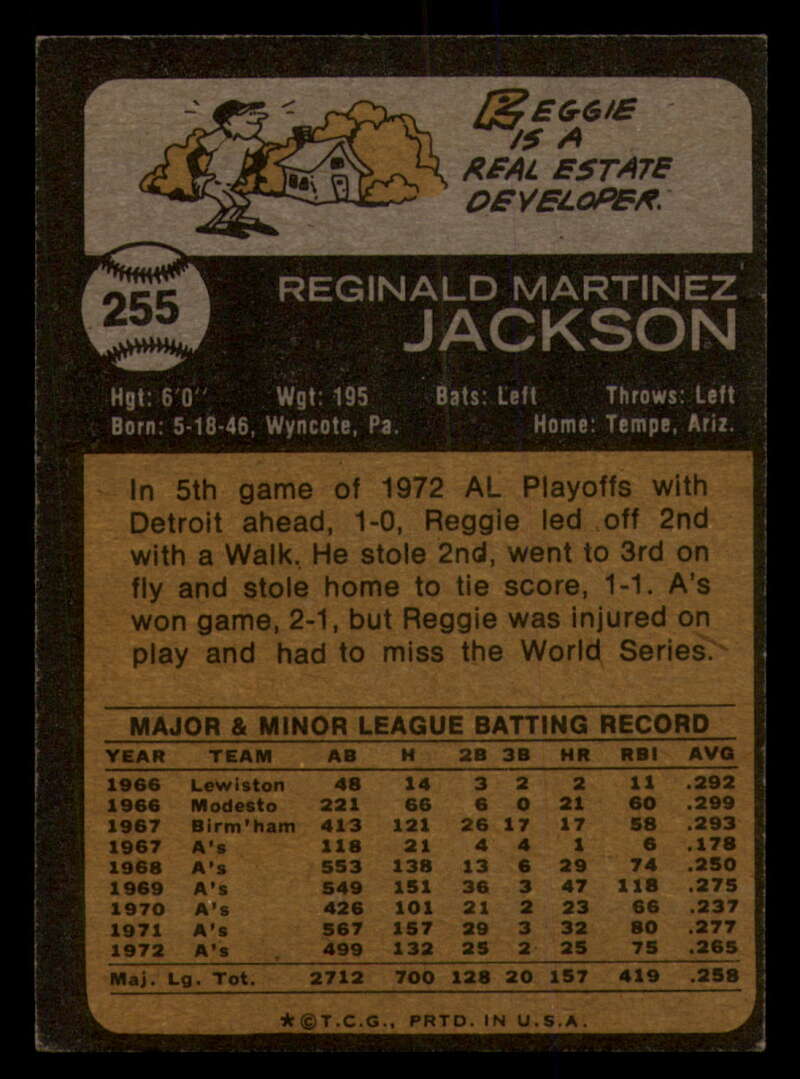 REGGIE
IS A
REAL ESTATE
DEVELOPER.
255
REGINALD MARTINEZ
JACKSON
Hgt: 6'0" Wgt: 195 Bats: Left Throws: Left
Born: 5-18-46, Wyncote, Pa. Home: Tempe, Ariz.
In 5th game of 1972 AL Playoffs with
Detroit ahead, 1-0, Reggie led off 2nd
with a Walk. He stole 2nd, went to 3rd on
fly and stole home to tie score, 1-1. A's
won game, 2-1, but Reggie was injured on
play and had to miss the World Series.
MAJOR & MINOR LEAGUE BATTING RECORD
YEAR TEAM AB H 2B 3B HR RBI AVG
1966 Lewiston 48 14 3 2 2 11 .292
1966 Modesto 221 66 6 0 21 60 .299
1967 Birm'ham 413 121 26 17 17 58 .293
1967 A's 118 21 4 4 1 6 .178
1968 A's 553 138 13 6 29 74 .250
1969 A's 549 151 36 3 47 118 .275
1970 A's 426 101 21 2 23 66 .237
1971 A's 567 157 29 3 32 80 .277
1972 A's 499 132 25 2 25 75 .265
Maj. Lg. Tot. 2712 700 128 20 157 419 .258
*©T.C.G., PRTD. IN U.S.A.